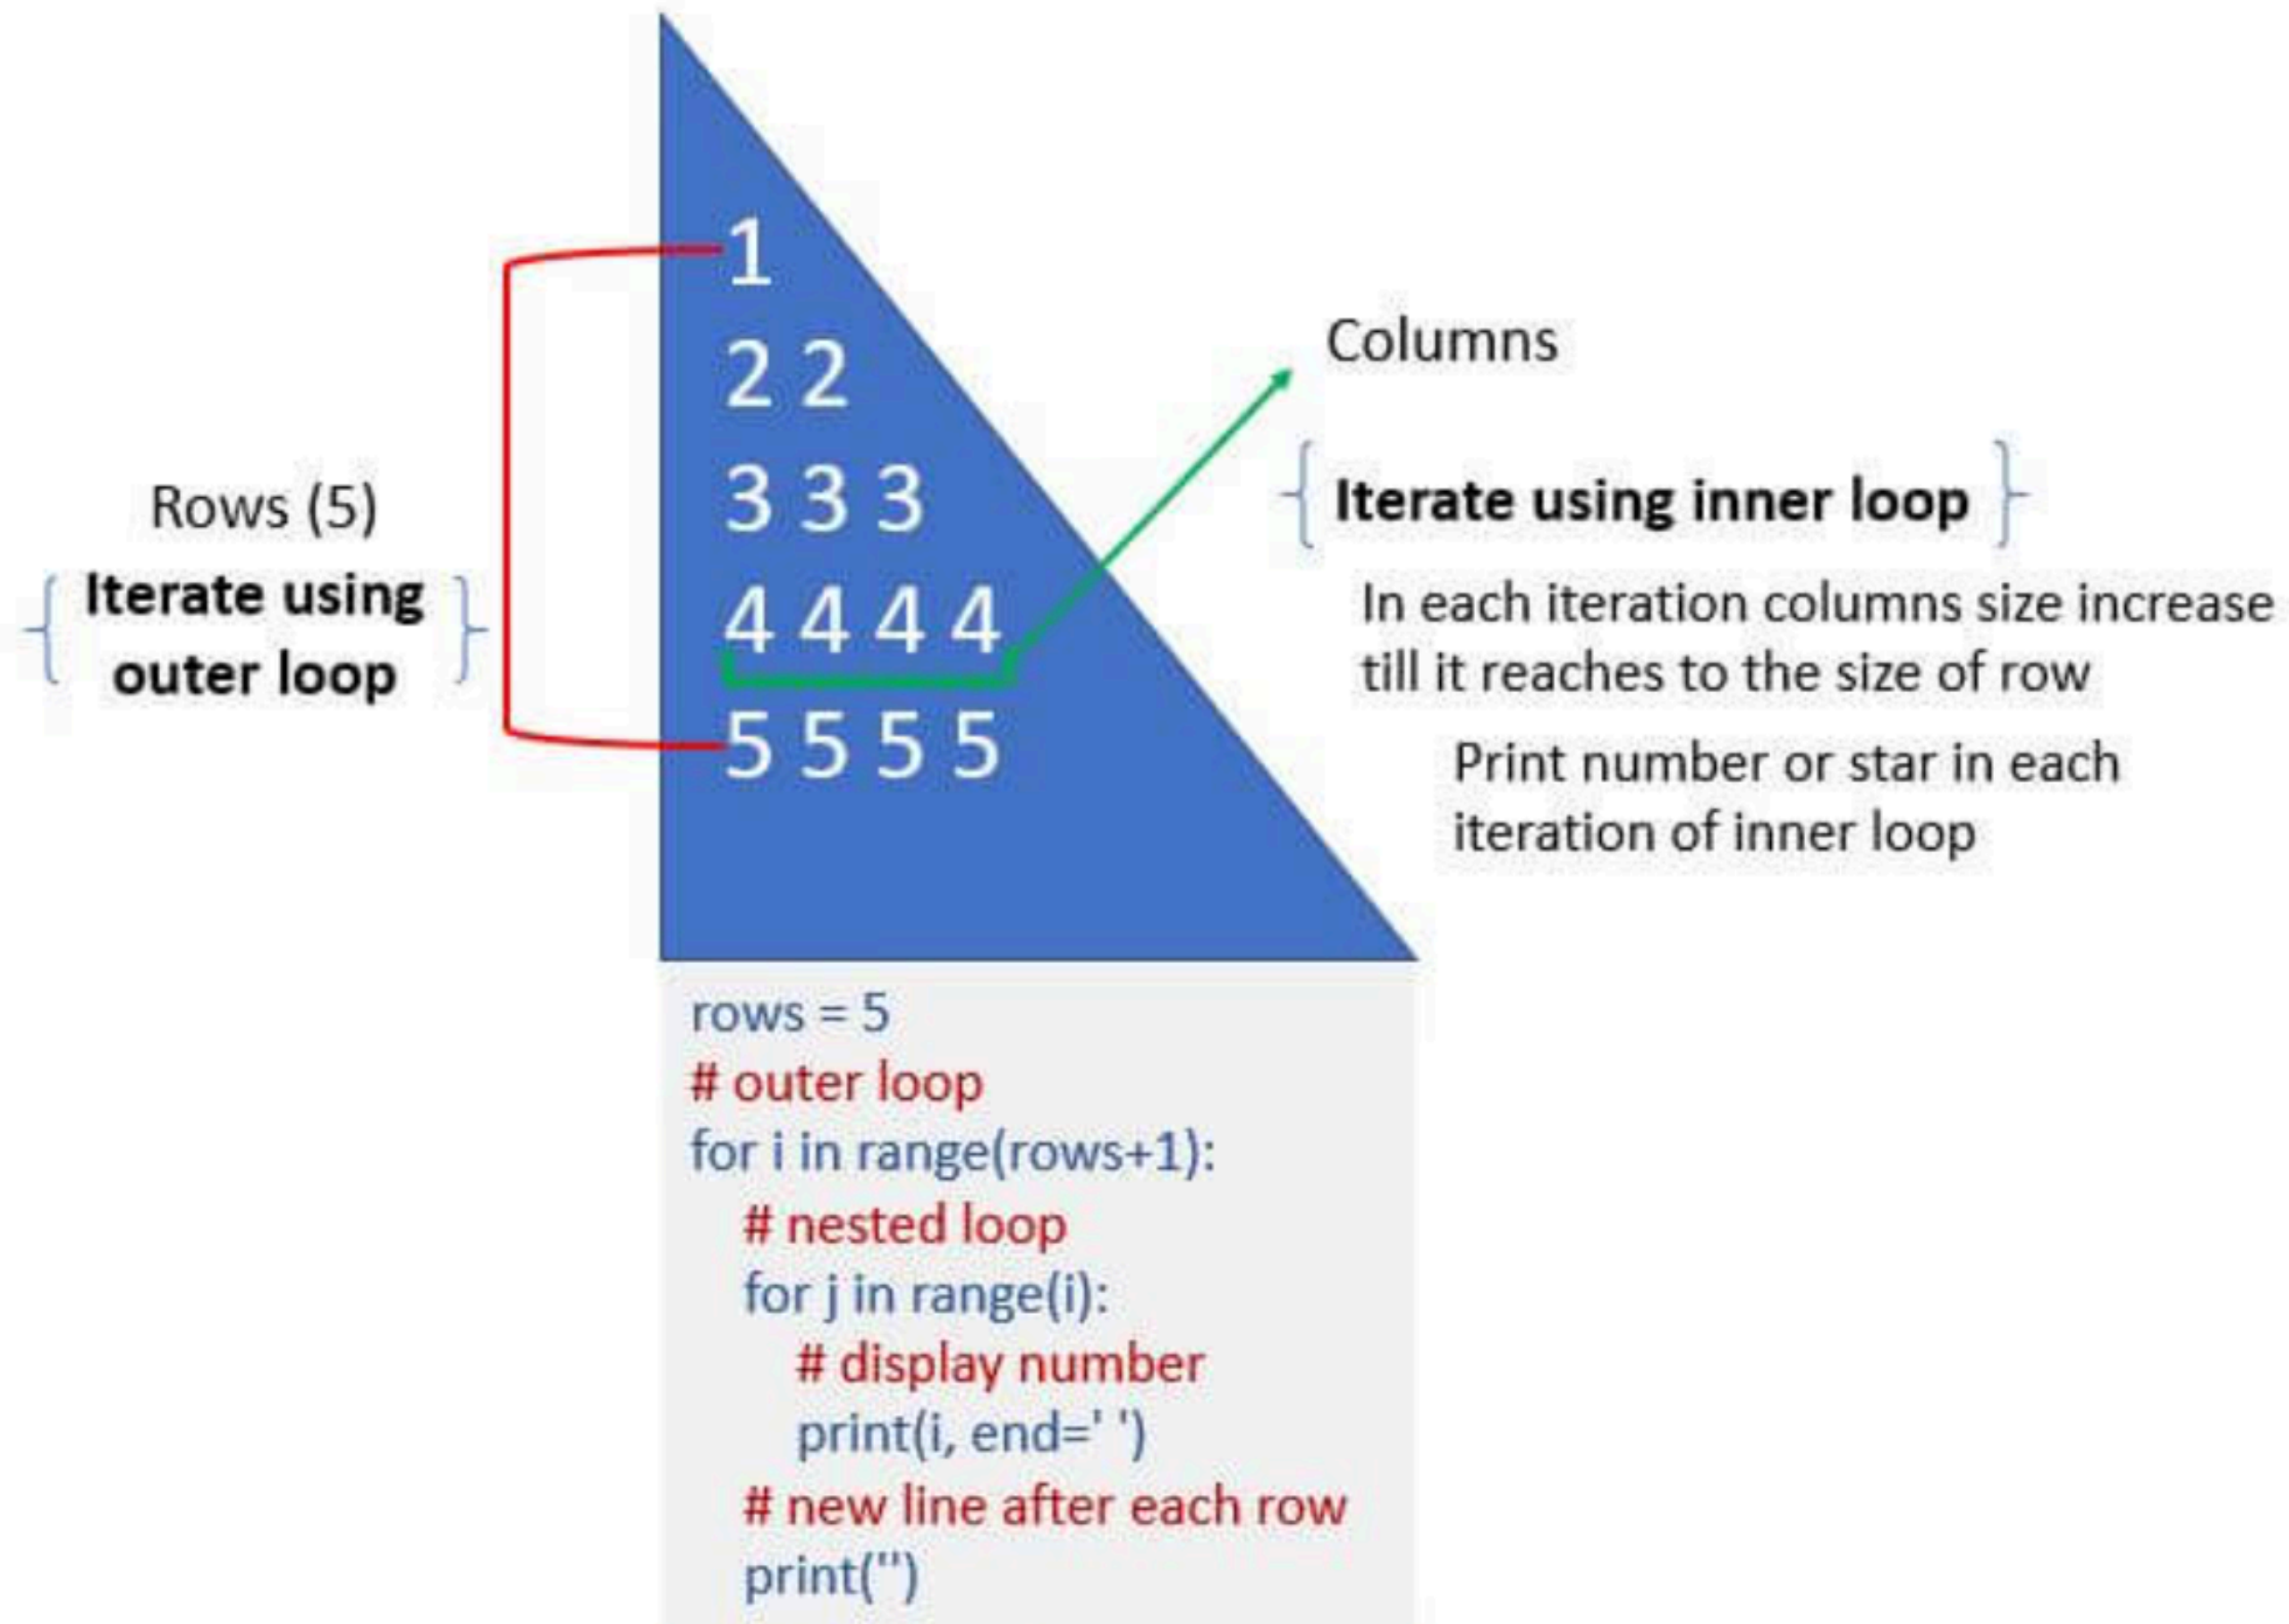 1
2 2
3 3 3
4 4 4 4
5 5 5 5
Rows (5)
Iterate using
outer loop
Columns
Iterate using inner loop
In each iteration columns size increase
till it reaches to the size of row
Print number or star in each
iteration of inner loop
rows = 5
# outer loop
for i in range(rows+1):
# nested loop
for j in range(i):
# display number
print(i, end=' ')
# new line after each row
print('')